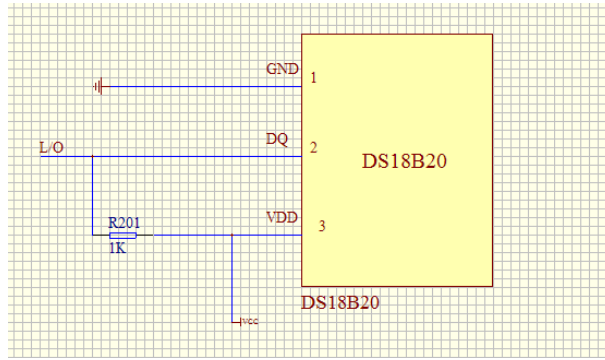 GND
1
L/O
DQ
2
DS18B20
R201
1K
VDD
3
DS18B20
vcc